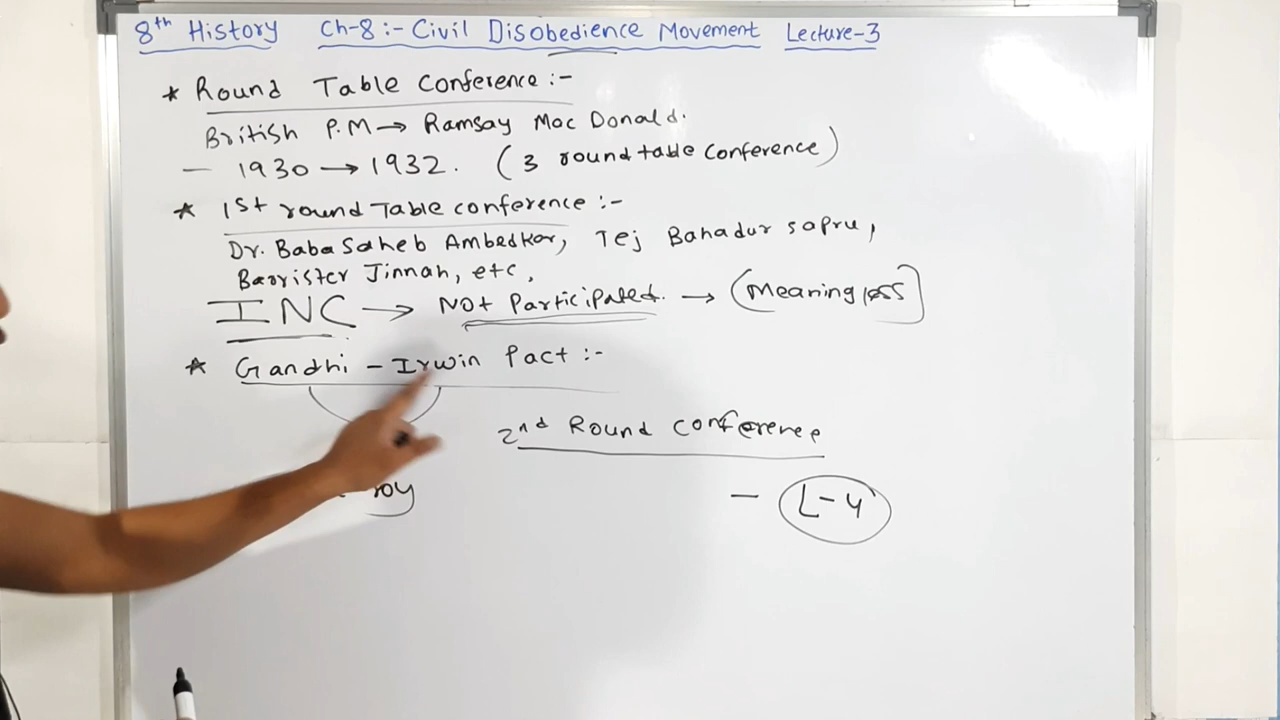 8th History Ch-8:- Civil Disobedience Movement Lecture-3
* Round Table Conference:-
British P.M → Ramsay Mac Donald.
— 1930 → 1932. (3 round table Conference)
* 1st round Table conference :-
Dr. Baba Saheb Ambedkar, Tej Bahadur Sapru,
Barrister Jinnah, etc,
INC → Not Participated. → (Meaningless)
* Gandhi - Irwin Pact :-
2nd Round Conference
— L-4